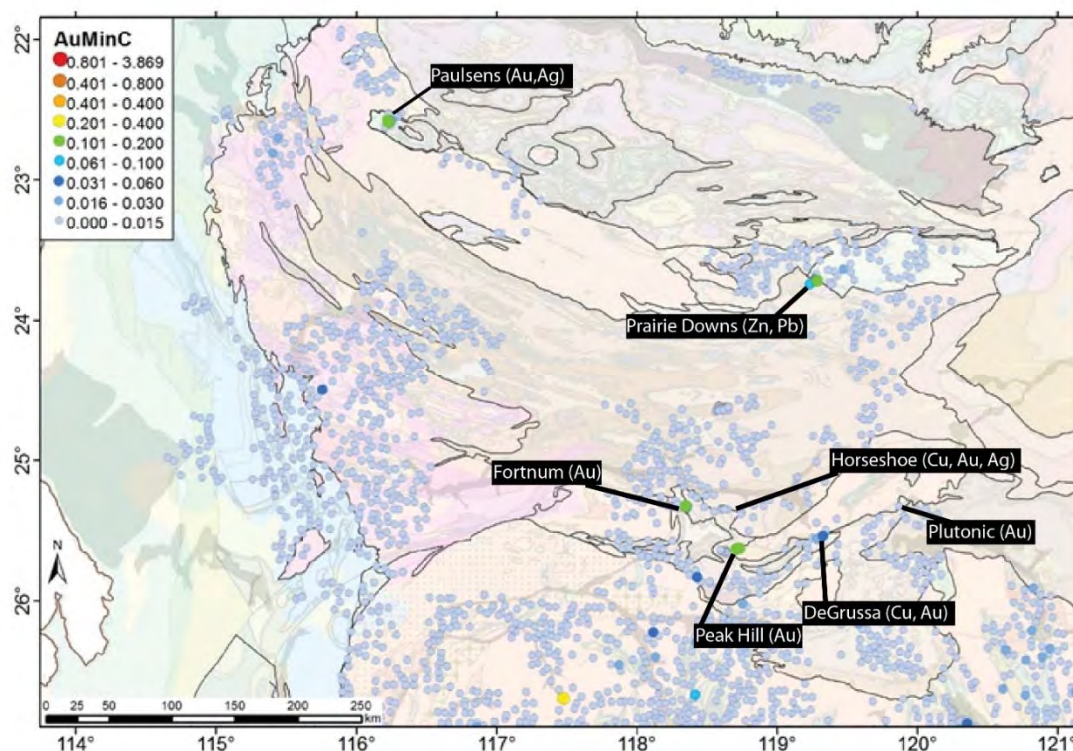 22°
23°
24°
25°
26°
AuMinC
0.801 - 3.869
0.401 - 0.800
0.401 - 0.400
0.201 - 0.400
0.101 - 0.200
0.061 - 0.100
0.031 - 0.060
0.016 - 0.030
0.000 - 0.015
Paulsens (Au,Ag)
Prairie Downs (Zn, Pb)
Fortnum (Au)
Horseshoe (Cu, Au, Ag)
Plutonic (Au)
DeGrussa (Cu, Au)
Peak Hill (Au)
N
0 50 100 150 200 250
km
114° 115° 116° 117° 118° 119° 120° 121°